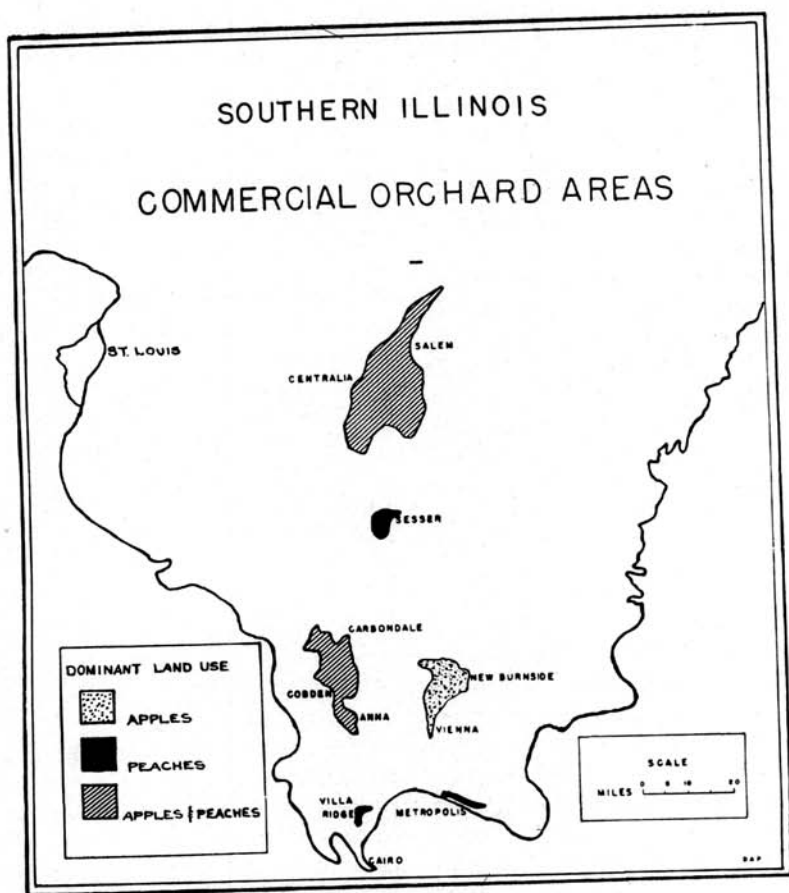 SOUTHERN ILLINOIS
COMMERCIAL ORCHARD AREAS
ST. LOUIS
SALEM
CENTRALIA
SESSER
CARBONDALE
COBDEN
ANNA
NEW BURNSIDE
VIENNA
VILLA
RIDGE
METROPOLIS
CAIRO
DOMINANT LAND USE
APPLES
PEACHES
APPLES & PEACHES
SCALE
MILES 0 5 10 20